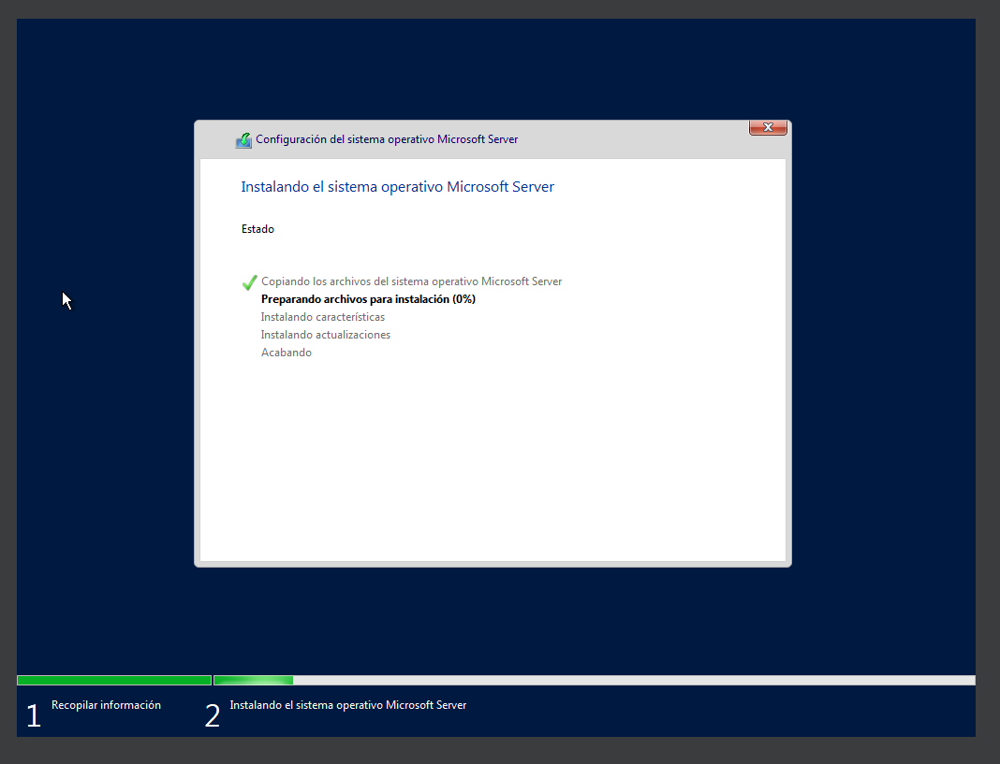 Configuración del sistema operativo Microsoft Server
Instalando el sistema operativo Microsoft Server
Estado
Copiando los archivos del sistema operativo Microsoft Server
Preparando archivos para instalación (0%)
Instalando características
Instalando actualizaciones
Acabando
1 Recopilar información
2 Instalando el sistema operativo Microsoft Server